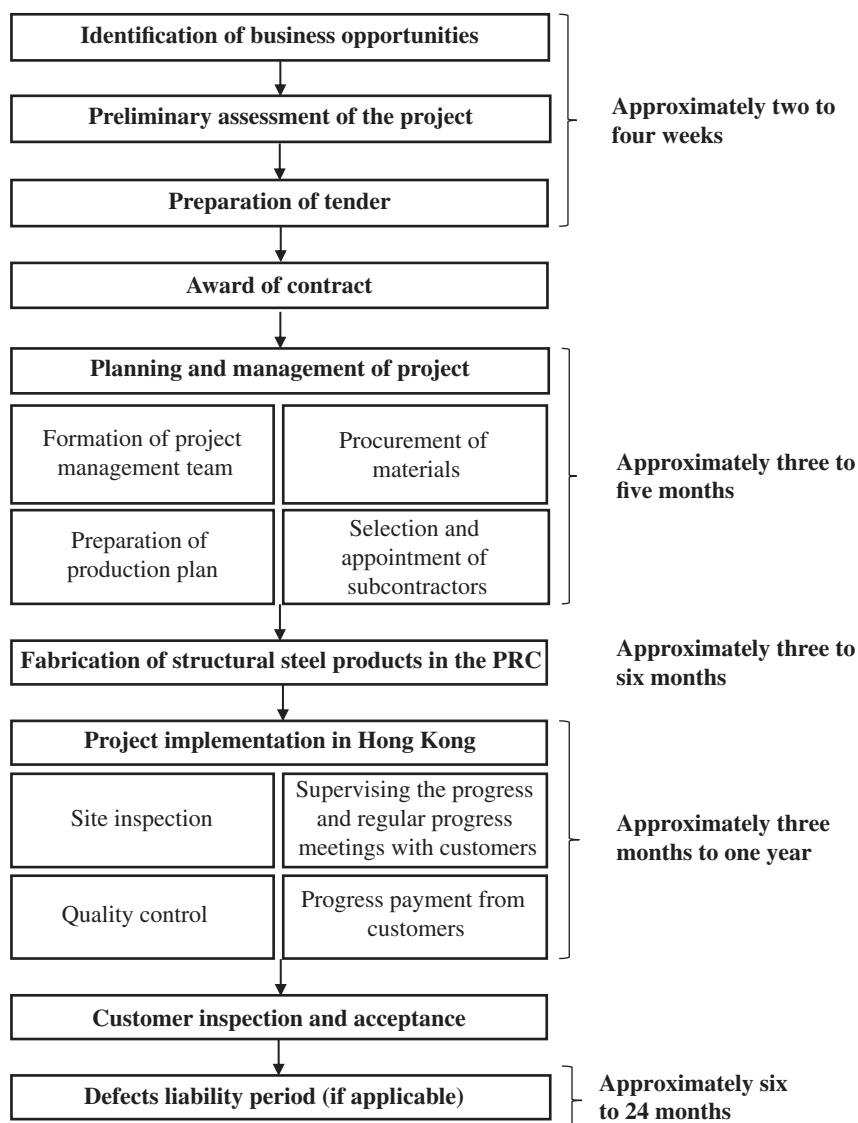 Identification of business opportunities
Preliminary assessment of the project
Approximately two to
four weeks
Preparation of tender
Award of contract
Planning and management of project
Formation of project
management team
Procurement of
materials
Approximately three to
five months
Preparation of
production plan
Selection and
appointment of
subcontractors
Fabrication of structural steel products in the PRC
Approximately three to
six months
Project implementation in Hong Kong
Site inspection
Supervising the progress
and regular progress
meetings with customers
Approximately three
months to one year
Quality control
Progress payment from
customers
Customer inspection and acceptance
Defects liability period (if applicable)
Approximately six
to 24 months